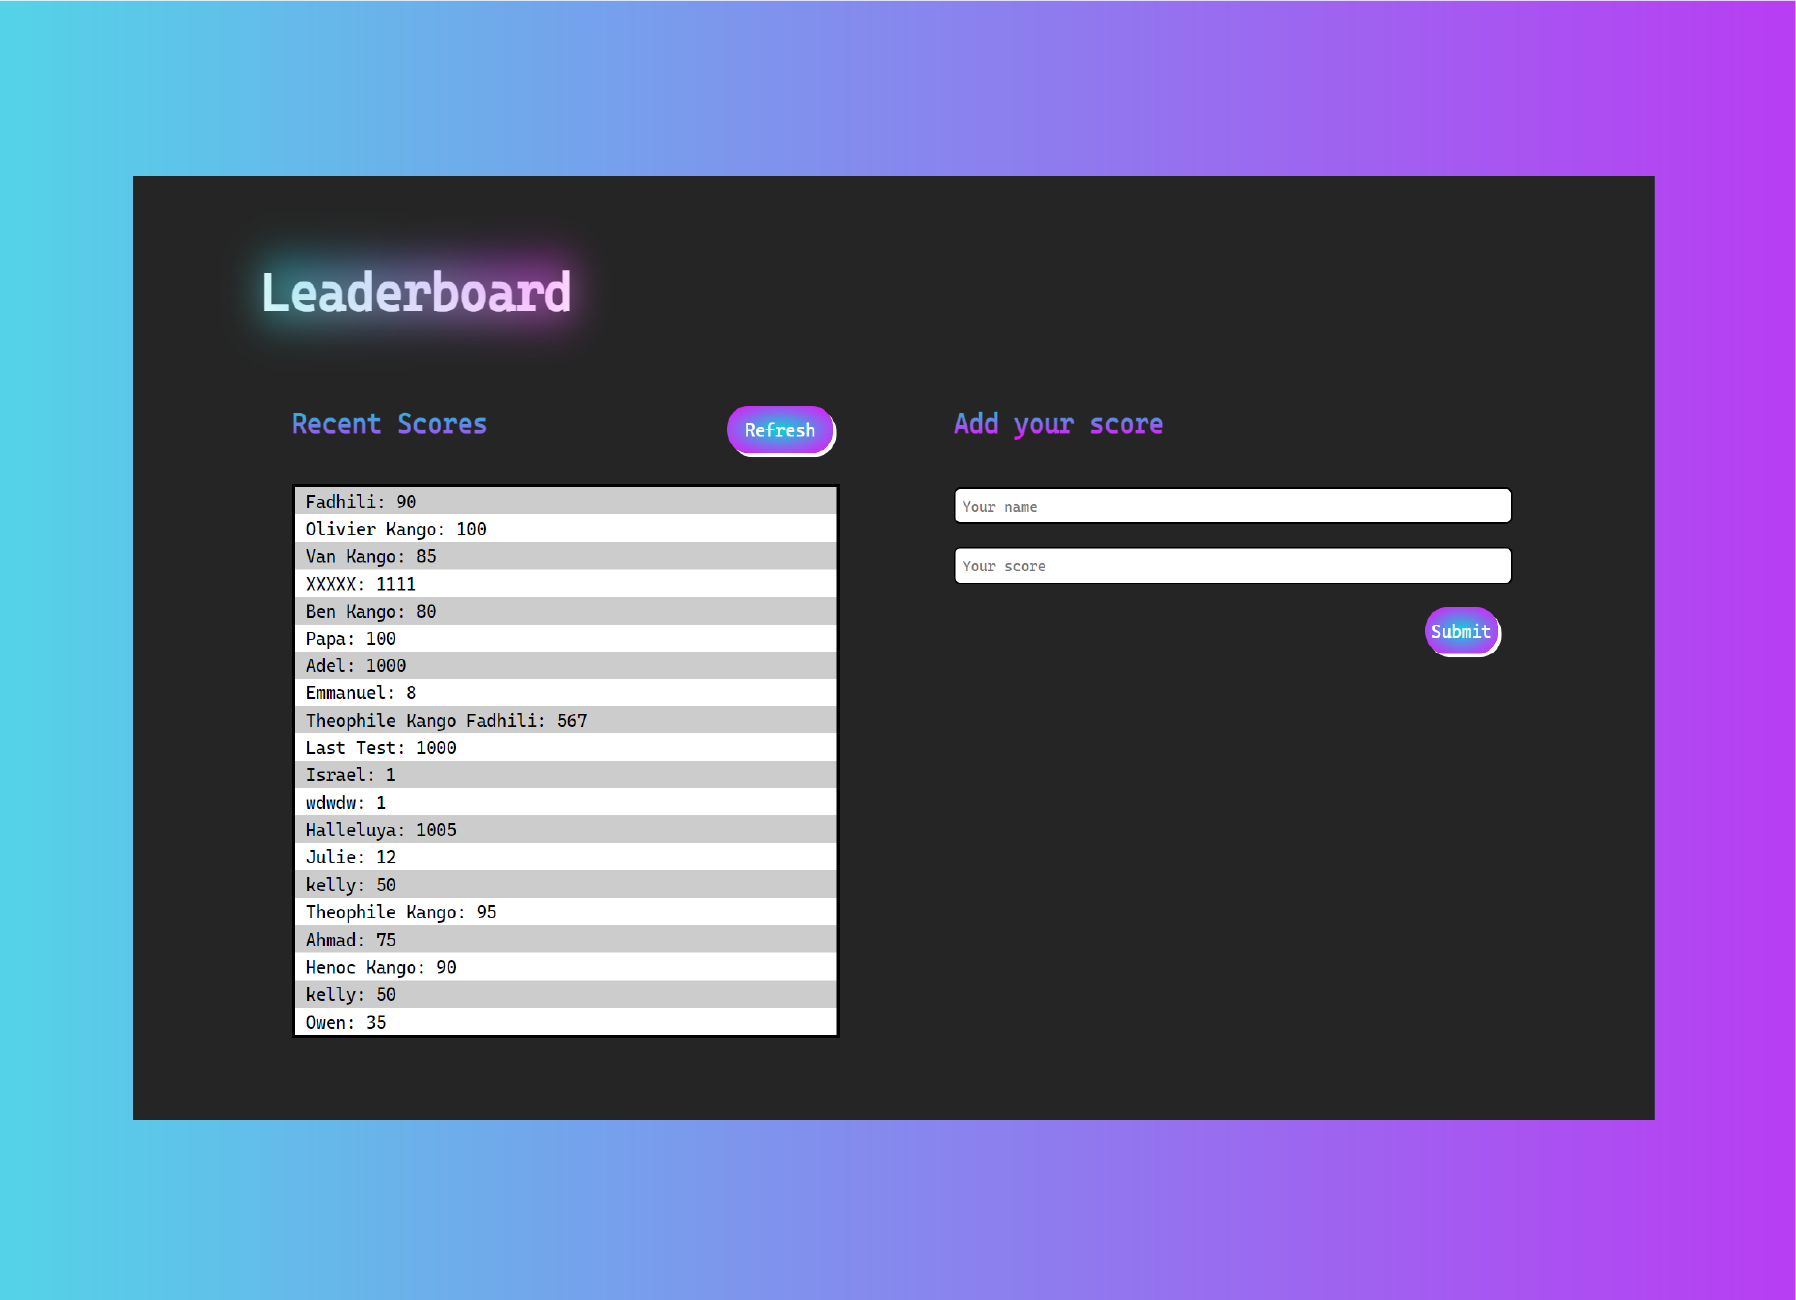 Leaderboard
Recent Scores
Refresh
Fadhili: 90
Olivier Kango: 100
Van Kango: 85
XXXXX: 1111
Ben Kango: 80
Papa: 100
Adel: 1000
Emmanuel: 8
Theophile Kango Fadhili: 567
Last Test: 1000
Israel: 1
wdwdw: 1
Halleluya: 1005
Julie: 12
kelly: 50
Theophile Kango: 95
Ahmad: 75
Henoc Kango: 90
kelly: 50
Owen: 35
Add your score
Your name
Your score
Submit